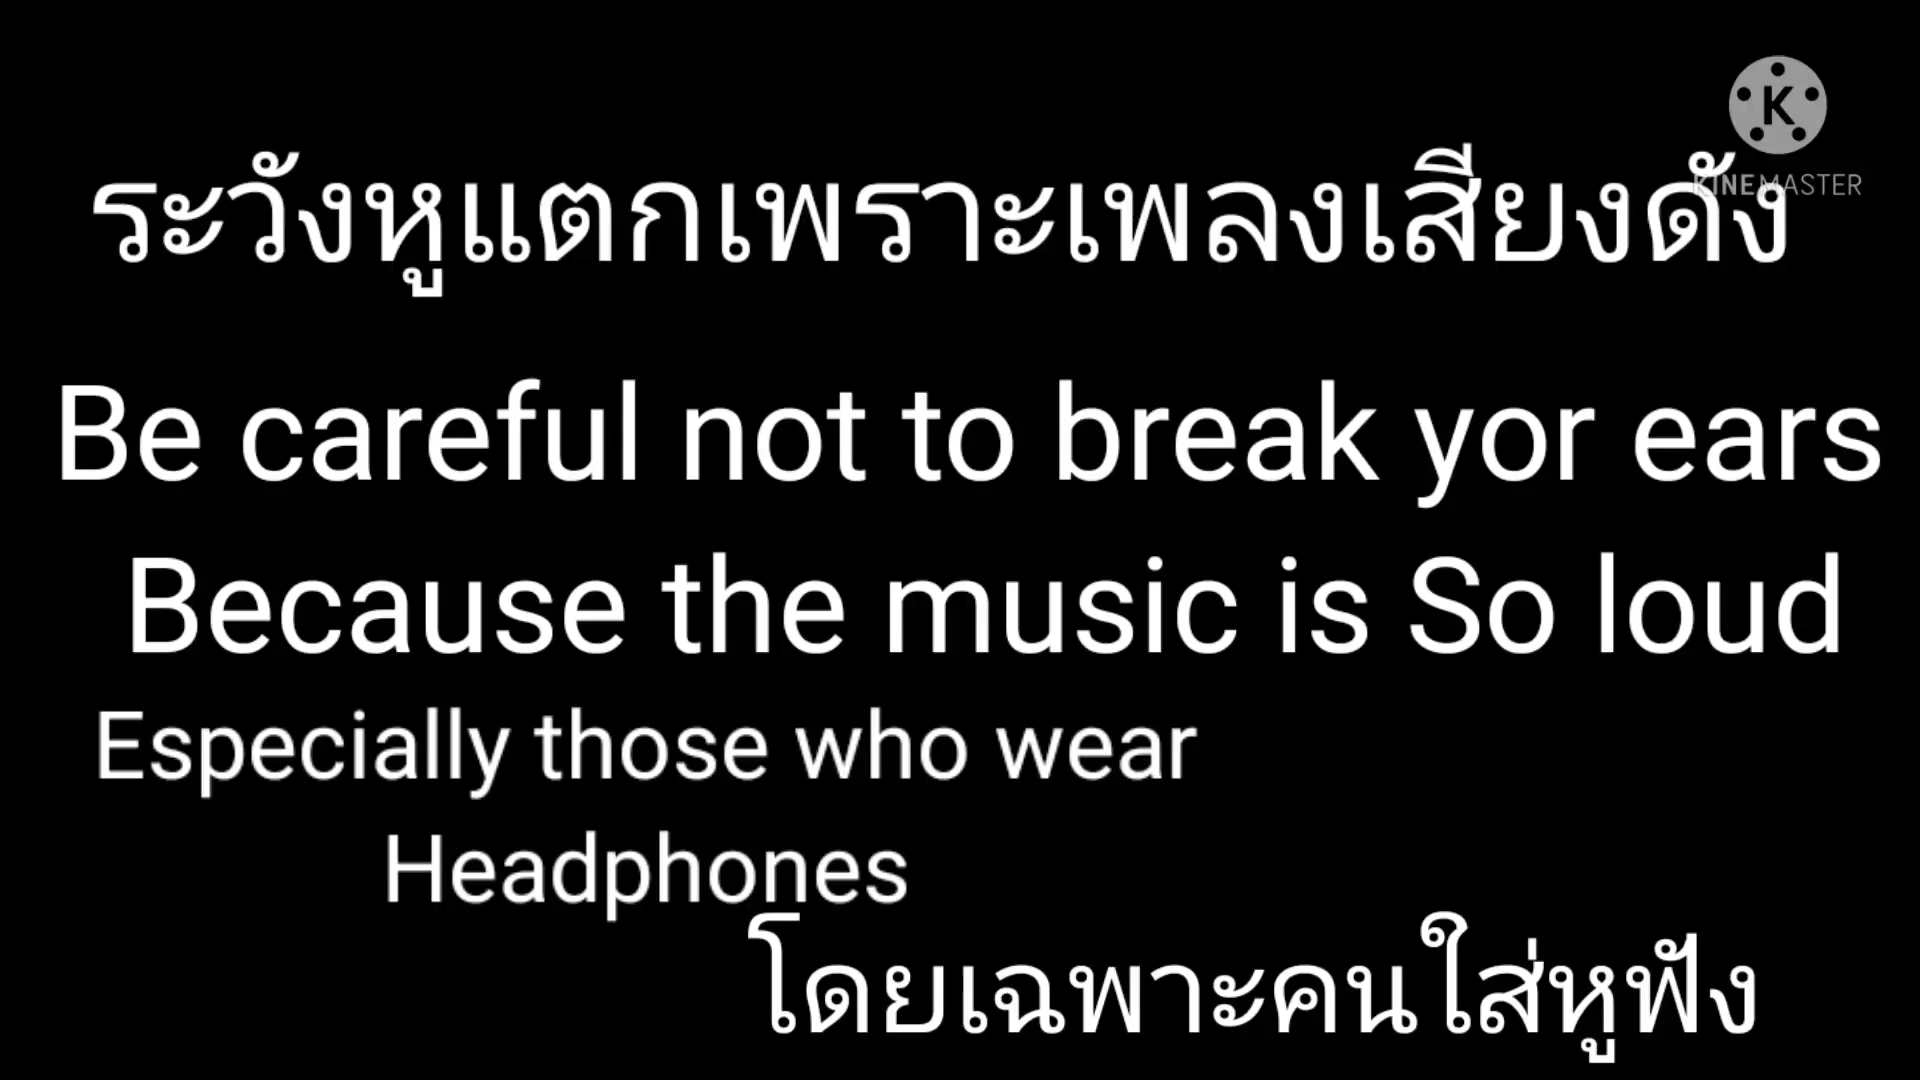 ระวังหูแตกเพราะเพลงเสียงดัง
K
KINEMASTER
Be careful not to break yor ears
Because the music is So loud
Especially those who wear
Headphones
โดยเฉพาะคนใส่หูฟัง